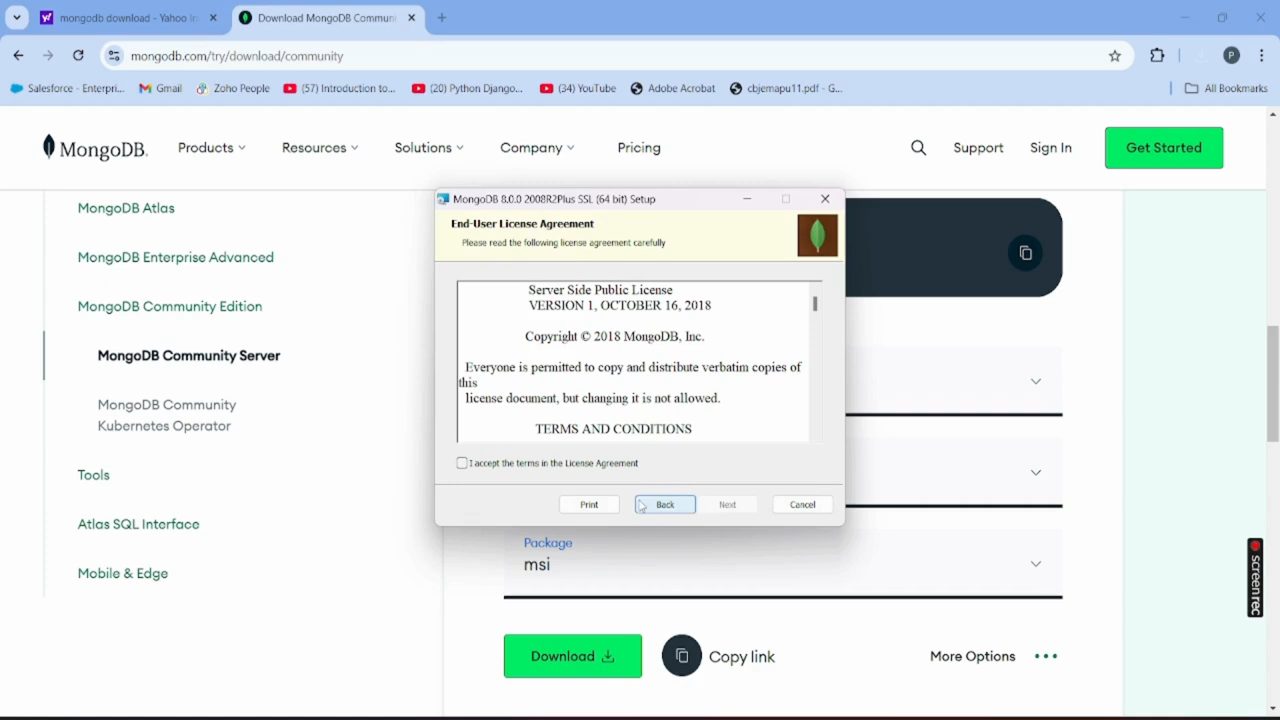 mongodb download - Yahoo In
Download MongoDB Communi
mongodb.com/try/download/community
P
Salesforce - Enterpri...
Gmail
Zoho People
(57) Introduction to...
(20) Python Django...
(34) YouTube
Adobe Acrobat
cbjemapu11.pdf - G...
All Bookmarks
MongoDB.
Products
Resources
Solutions
Company
Pricing
Support
Sign In
Get Started
MongoDB Atlas
MongoDB Enterprise Advanced
MongoDB Community Edition
MongoDB Community Server
MongoDB Community
Kubernetes Operator
Tools
Atlas SQL Interface
Mobile & Edge
MongoDB 8.0.0 2008R2Plus SSL (64 bit) Setup
End-User License Agreement
Please read the following license agreement carefully
Server Side Public License
VERSION 1, OCTOBER 16, 2018
Copyright © 2018 MongoDB, Inc.
Everyone is permitted to copy and distribute verbatim copies of
this
license document, but changing it is not allowed.
TERMS AND CONDITIONS
I accept the terms in the License Agreement
Print
Back
Next
Cancel
Package
msi
Download
Copy link
More Options
screenrec